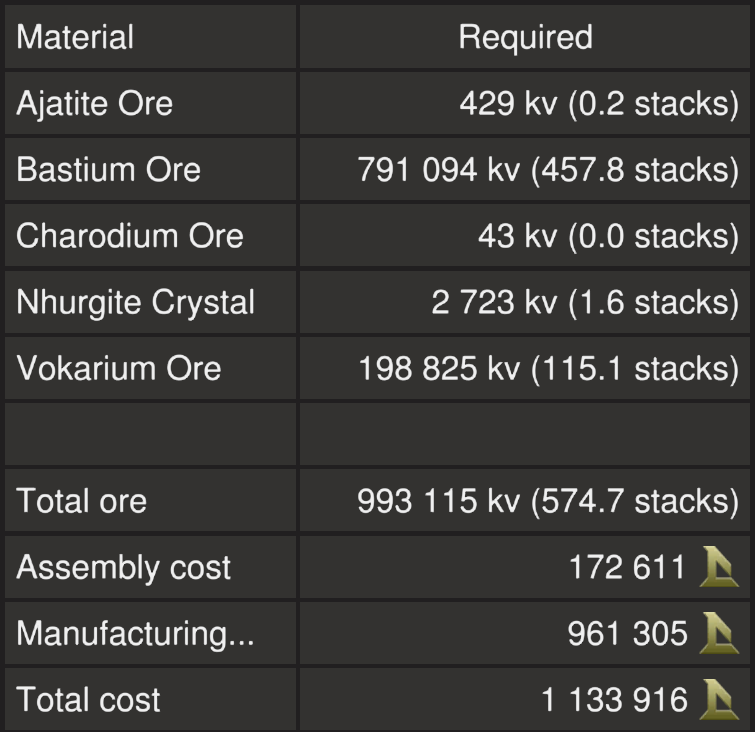 Material Required
Ajatite Ore 429 kv (0.2 stacks)
Bastium Ore 791 094 kv (457.8 stacks)
Charodium Ore 43 kv (0.0 stacks)
Nhurgite Crystal 2 723 kv (1.6 stacks)
Vokarium Ore 198 825 kv (115.1 stacks)
Total ore 993 115 kv (574.7 stacks)
Assembly cost 172 611
Manufacturing... 961 305
Total cost 1 133 916